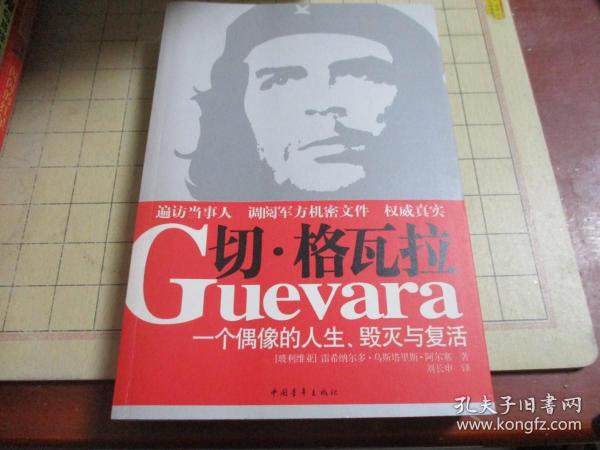 遍访当事人 调阅军方机密文件 权威真实
切·格瓦拉
Guevara
一个偶像的人生、毁灭与复活
[玻利维亚] 雷希纳尔多·乌斯塔里斯·阿尔塞 著
刘长申 译
中国青年出版社
孔夫子旧书网
www.kongfz.com